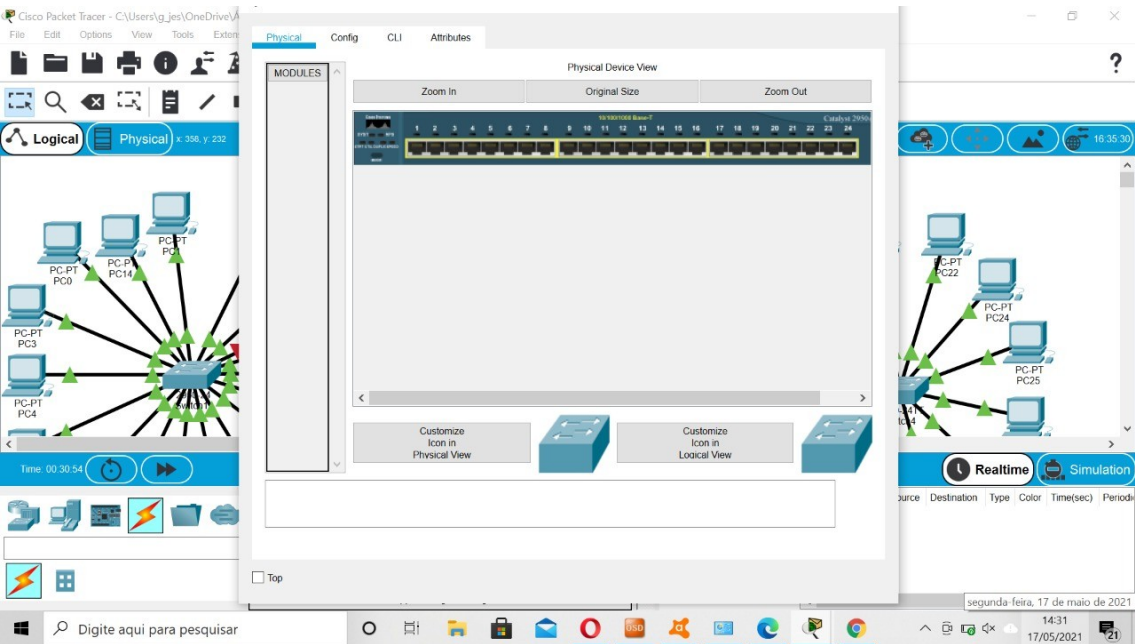 Cisco Packet Tracer - C:\Users\g_jes\OneDrive\
File Edit Options View Tools
Physical Config CLI Attributes
MODULES
Physical Device View
Zoom In Original Size Zoom Out
10/100/1000 Base-T
Catalyst 2950
1 2 3 4 5 6 7 8 9 10 11 12 13 14 15 16 17 18 19 20 21 22 23 24
Logical
Physical
x: 358, y: 232
16:35:30
PC-PT
PC0
PC-PT
PC14
PC-PT
PC-PT
PC3
PC-PT
PC4
Switch1
PC22
PC-PT
PC24
PC-PT
PC25
Customize
Icon in
Physical View
Customize
Icon in
Logical View
Time: 00:30:54
Realtime
Simulation
Destination Type Color Time(sec)
Top
segunda-feira, 17 de maio de 2021
Digite aqui para pesquisar
14:31
17/05/2021
21